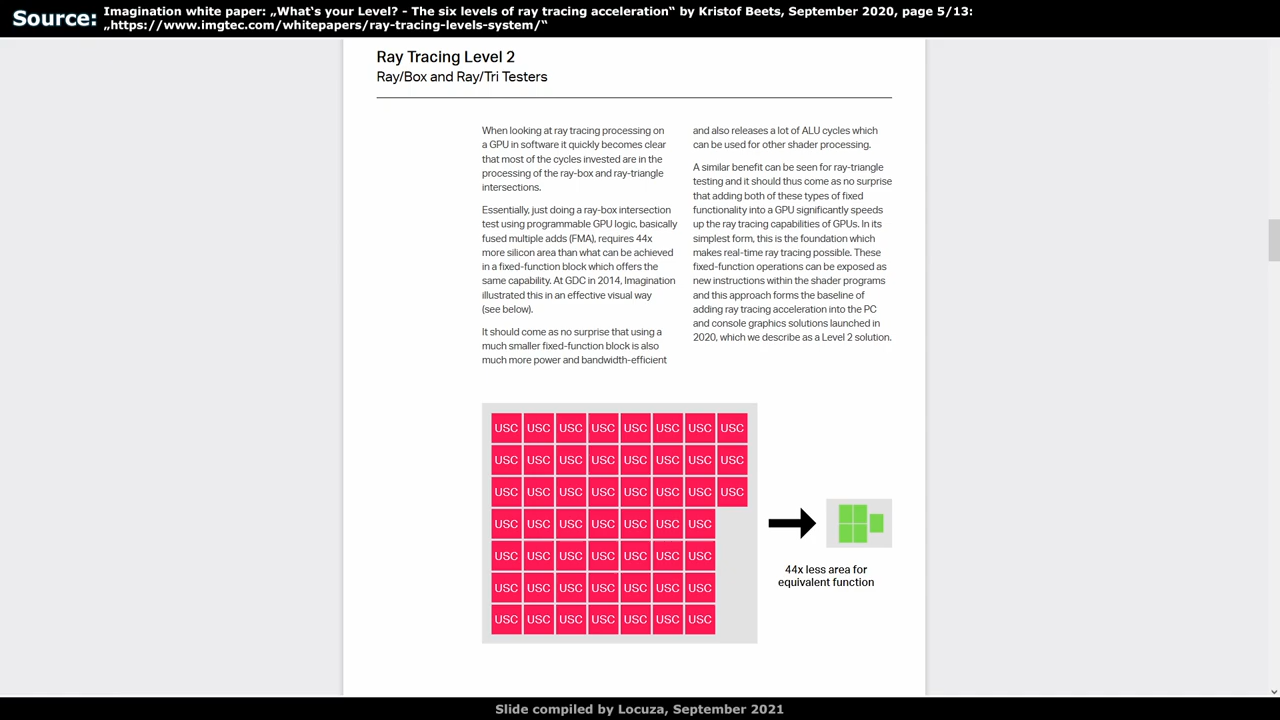 Source:
Imagination white paper: „What‘s your Level? - The six levels of ray tracing acceleration“ by Kristof Beets, September 2020, page 5/13:
„https://www.imgtec.com/whitepapers/ray-tracing-levels-system/“
Ray Tracing Level 2
Ray/Box and Ray/Tri Testers
When looking at ray tracing processing on
a GPU in software it quickly becomes clear
that most of the cycles invested are in the
processing of the ray-box and ray-triangle
intersections.
Essentially, just doing a ray-box intersection
test using programmable GPU logic, basically
fused multiple adds (FMA), requires 44x
more silicon area than what can be achieved
in a fixed-function block which offers the
same capability. At GDC in 2014, Imagination
illustrated this in an effective visual way
(see below).
It should come as no surprise that using a
much smaller fixed-function block is also
much more power and bandwidth-efficient
and also releases a lot of ALU cycles which
can be used for other shader processing.
A similar benefit can be seen for ray-triangle
testing and it should thus come as no surprise
that adding both of these types of fixed
functionality into a GPU significantly speeds
up the ray tracing capabilities of GPUs. In its
simplest form, this is the foundation which
makes real-time ray tracing possible. These
fixed-function operations can be exposed as
new instructions within the shader programs
and this approach forms the baseline of
adding ray tracing acceleration into the PC
and console graphics solutions launched in
2020, which we describe as a Level 2 solution.
USC USC USC USC USC USC USC USC
USC USC USC USC USC USC USC USC
USC USC USC USC USC USC USC USC
USC USC USC USC USC USC USC
USC USC USC USC USC USC USC
USC USC USC USC USC USC USC
USC USC USC USC USC USC USC
44x less area for
equivalent function
Slide compiled by Locuza, September 2021